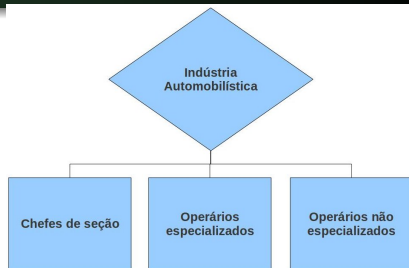 Indústria
Automobilística
Chefes de seção
Operários
especializados
Operários não
especializados